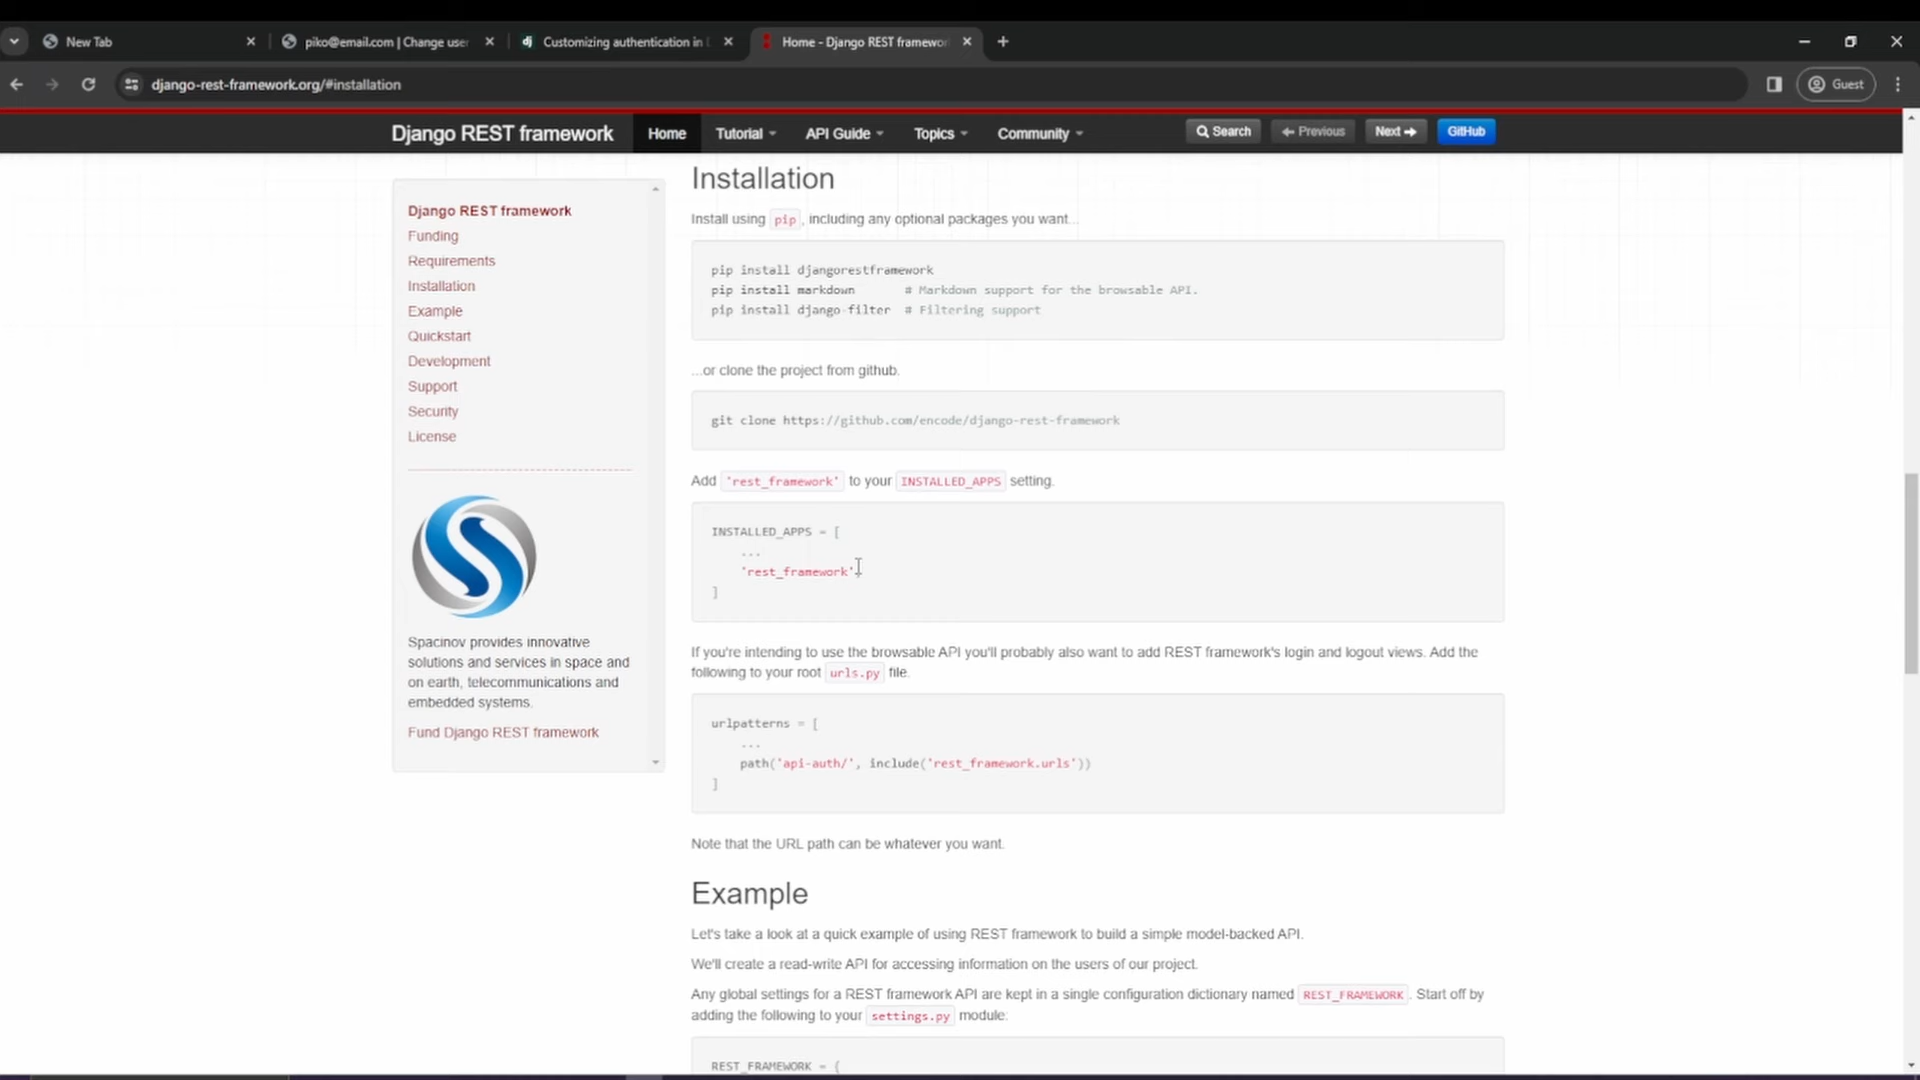 New Tab
piko@email.com | Change user
dj Customizing authentication in
Home - Django REST framewor
django-rest-framework.org/#installation
Guest
Django REST framework Home Tutorial API Guide Topics Community Search Previous Next GitHub
Django REST framework
Funding
Requirements
Installation
Example
Quickstart
Development
Support
Security
License
Spacinov provides innovative
solutions and services in space and
on earth, telecommunications and
embedded systems.
Fund Django REST framework
Installation
Install using pip, including any optional packages you want...
pip install djangorestframework
pip install markdown # Markdown support for the browsable API.
pip install django-filter # Filtering support
...or clone the project from github.
git clone https://github.com/encode/django-rest-framework
Add 'rest_framework' to your INSTALLED_APPS setting.
INSTALLED_APPS = [
...
'rest_framework',
]
If you're intending to use the browsable API you'll probably also want to add REST framework's login and logout views. Add the
following to your root urls.py file.
urlpatterns = [
...
path('api-auth/', include('rest_framework.urls'))
]
Note that the URL path can be whatever you want.
Example
Let's take a look at a quick example of using REST framework to build a simple model-backed API.
We'll create a read-write API for accessing information on the users of our project.
Any global settings for a REST framework API are kept in a single configuration dictionary named REST_FRAMEWORK. Start off by
adding the following to your settings.py module:
REST_FRAMEWORK = {